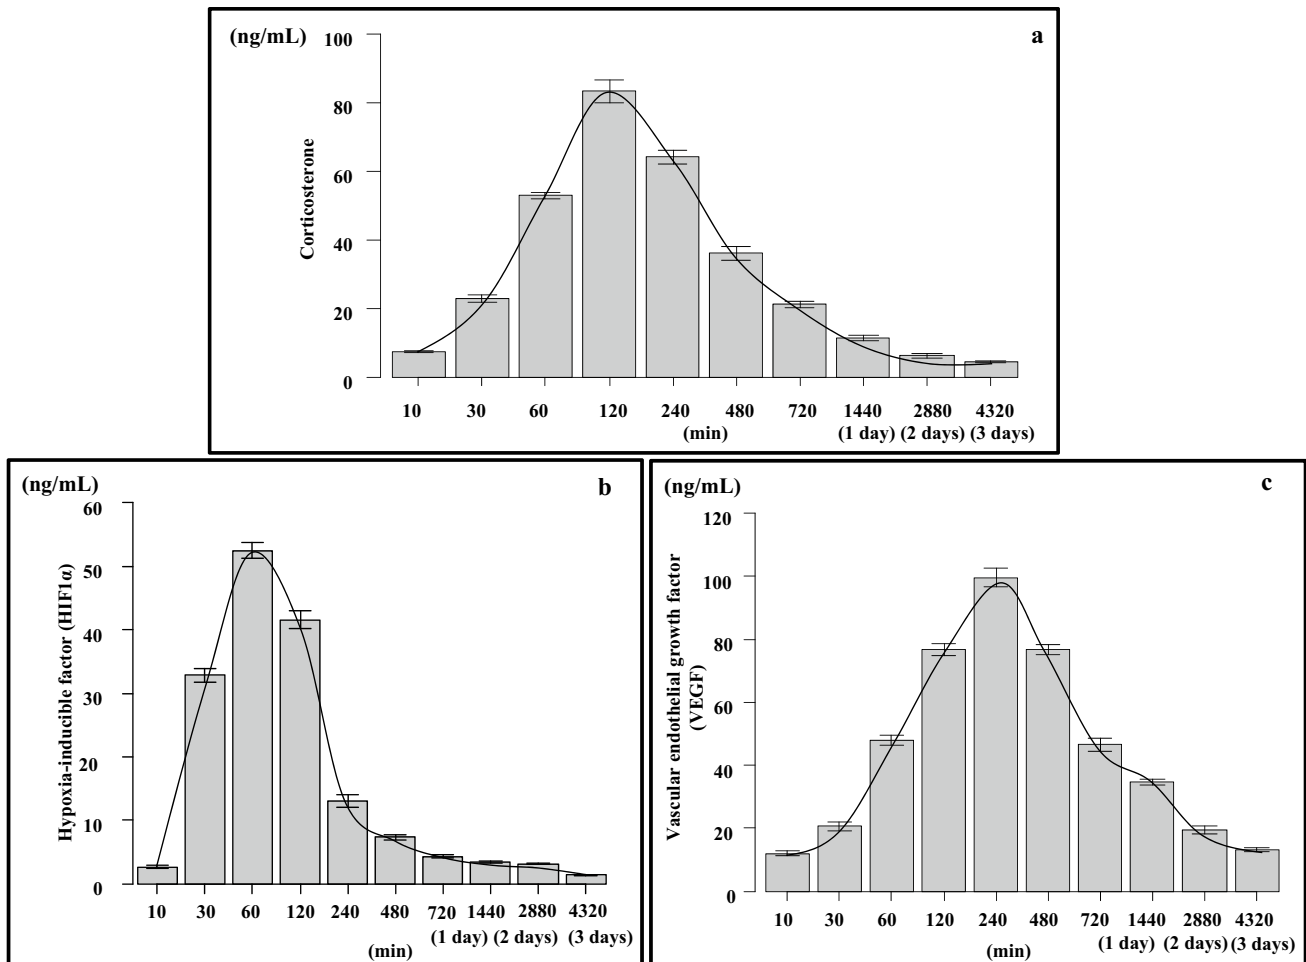 (ng/mL)
a
Corticosterone
100
80
60
40
20
0
10 30 60 120 240 480 720 1440 2880 4320
(min) (1 day) (2 days) (3 days)
(ng/mL)
b
Hypoxia-inducible factor (HIF1α)
60
50
40
30
20
10
0
10 30 60 120 240 480 720 1440 2880 4320
(1 day) (2 days) (3 days)
(min)
(ng/mL)
c
Vascular endothelial growth factor
(VEGF)
120
100
80
60
40
20
0
10 30 60 120 240 480 720 1440 2880 4320
(1 day) (2 days) (3 days)
(min)